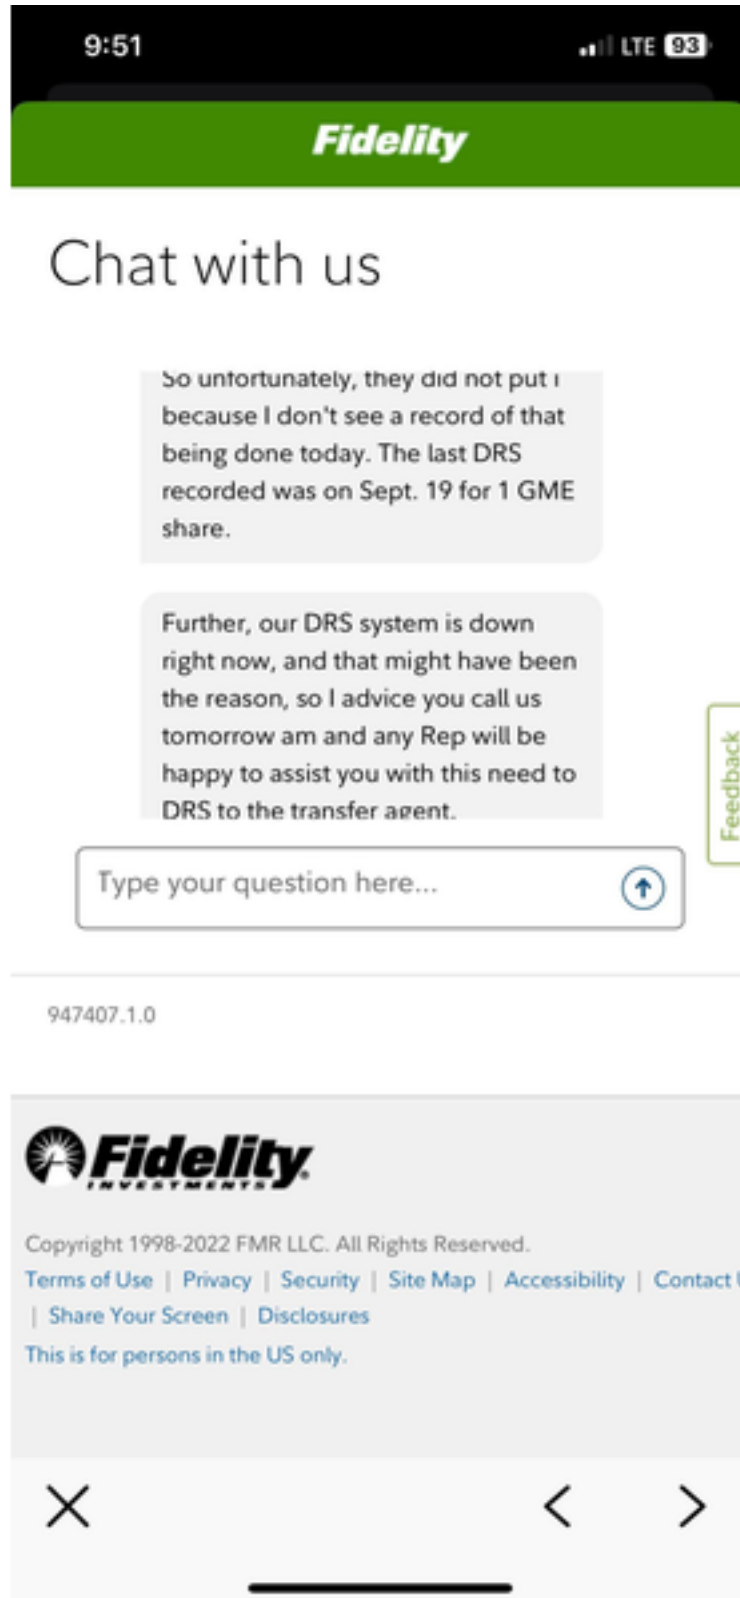 9:51
LTE 93
Fidelity
Chat with us
So unfortunately, they did not put i
because I don't see a record of that
being done today. The last DRS
recorded was on Sept. 19 for 1 GME
share.
Further, our DRS system is down
right now, and that might have been
the reason, so I advice you call us
tomorrow am and any Rep will be
happy to assist you with this need to
DRS to the transfer agent.
Feedback
Type your question here...
947407.1.0
Fidelity
INVESTMENTS
Copyright 1998-2022 FMR LLC. All Rights Reserved.
Terms of Use | Privacy | Security | Site Map | Accessibility | Contact U
| Share Your Screen | Disclosures
This is for persons in the US only.